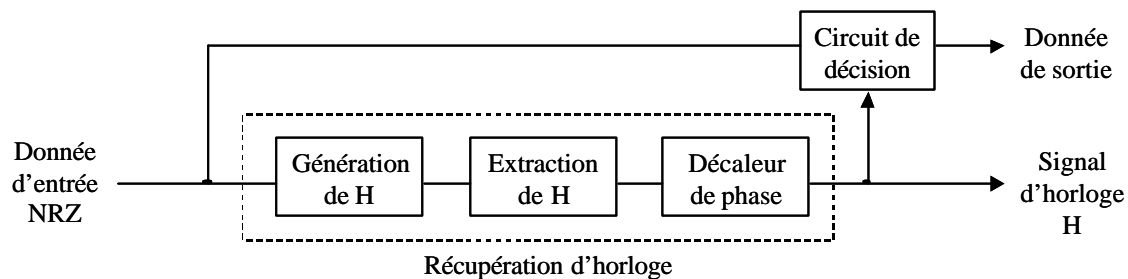 Circuit de
décision
Donnée
de sortie
Donnée
d'entrée
NRZ
Génération
de H
Extraction
de H
Décaleur
de phase
Signal
d'horloge
H
Récupération d'horloge